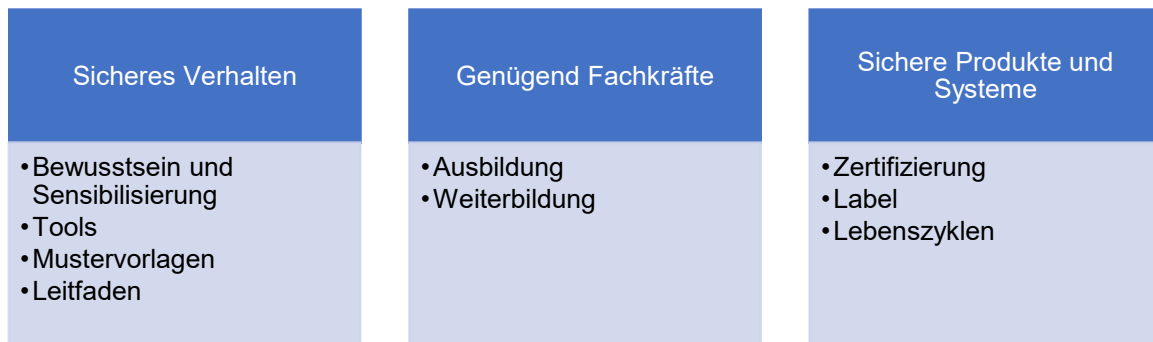 Sicheres Verhalten
•Bewusstsein und
Sensibilisierung
•Tools
•Mustervorlagen
•Leitfaden
Genügend Fachkräfte
•Ausbildung
•Weiterbildung
Sichere Produkte und
Systeme
•Zertifizierung
•Label
•Lebenszyklen